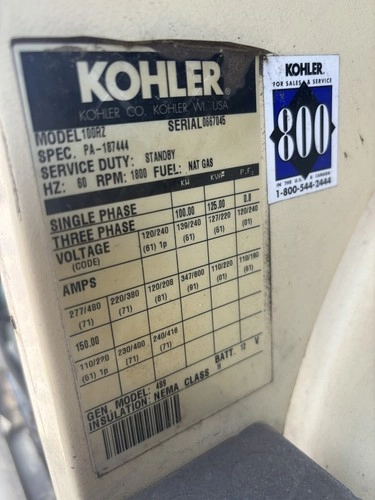 KOHLER®
KOHLER CO. KOHLER, WI. USA
MODEL 100RZ SERIAL 0667045
SPEC. PA-187444
SERVICE DUTY: STANDBY
HZ: 60 RPM: 1800 FUEL: NAT GAS
KW KVA P.F.
SINGLE PHASE
THREE PHASE 100.00 125.00 0.8
VOLTAGE 120/240 139/240 127/220 120/240
(CODE) (61) 1p (61) (61) (01)
AMPS
277/480 220/380 120/208 347/600 110/220 110/190
(71) (71) (61) (91) (01) (61)
150.00
110/220 230/400 240/416
(61) 1p (71) (71)
BATT. 12 V
GEN MODEL: 4S9
INSULATION: NEMA CLASS H
KOHLER.
FOR SALES & SERVICE
800
IN THE U.S. & CANADA
1-800-544-2444